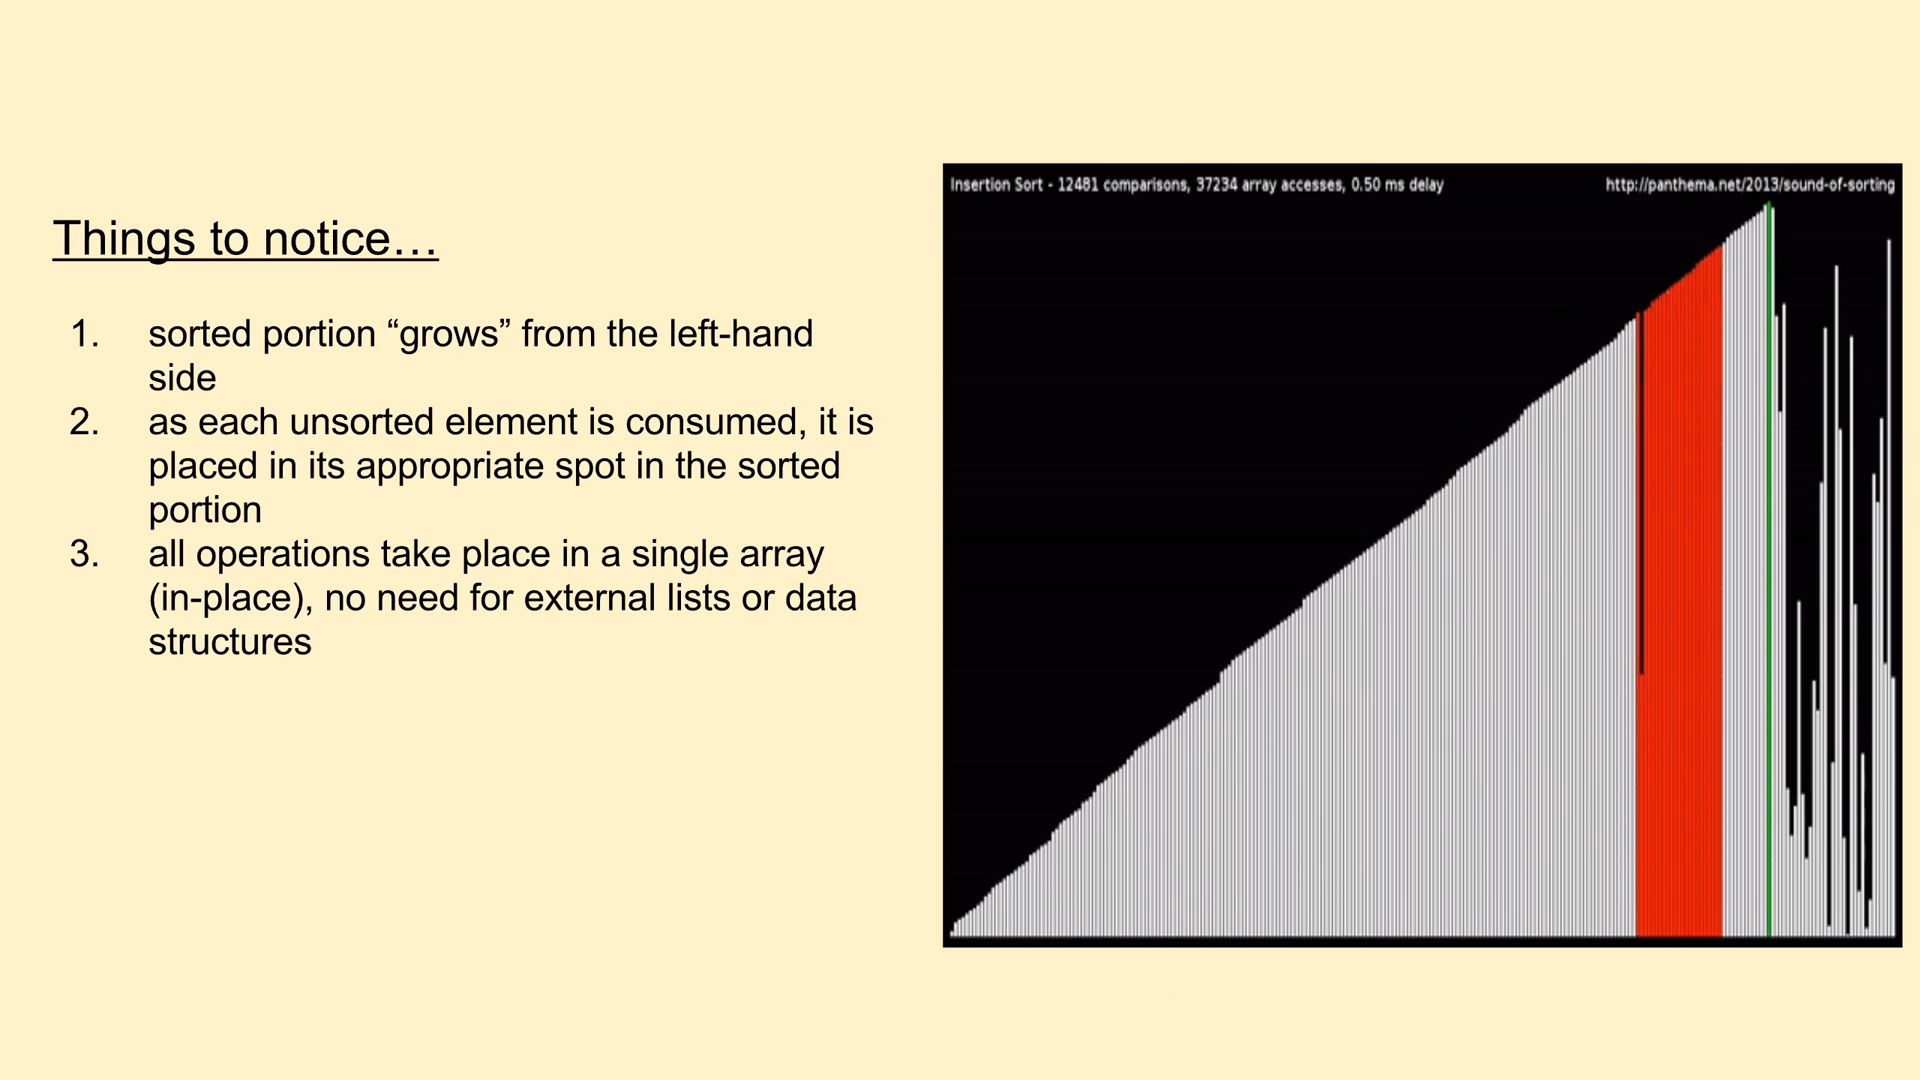 Things to notice…
1. sorted portion “grows” from the left-hand
side
2. as each unsorted element is consumed, it is
placed in its appropriate spot in the sorted
portion
3. all operations take place in a single array
(in-place), no need for external lists or data
structures
Insertion Sort - 12481 comparisons, 37234 array accesses, 0.50 ms delay
http://panthema.net/2013/sound-of-sorting